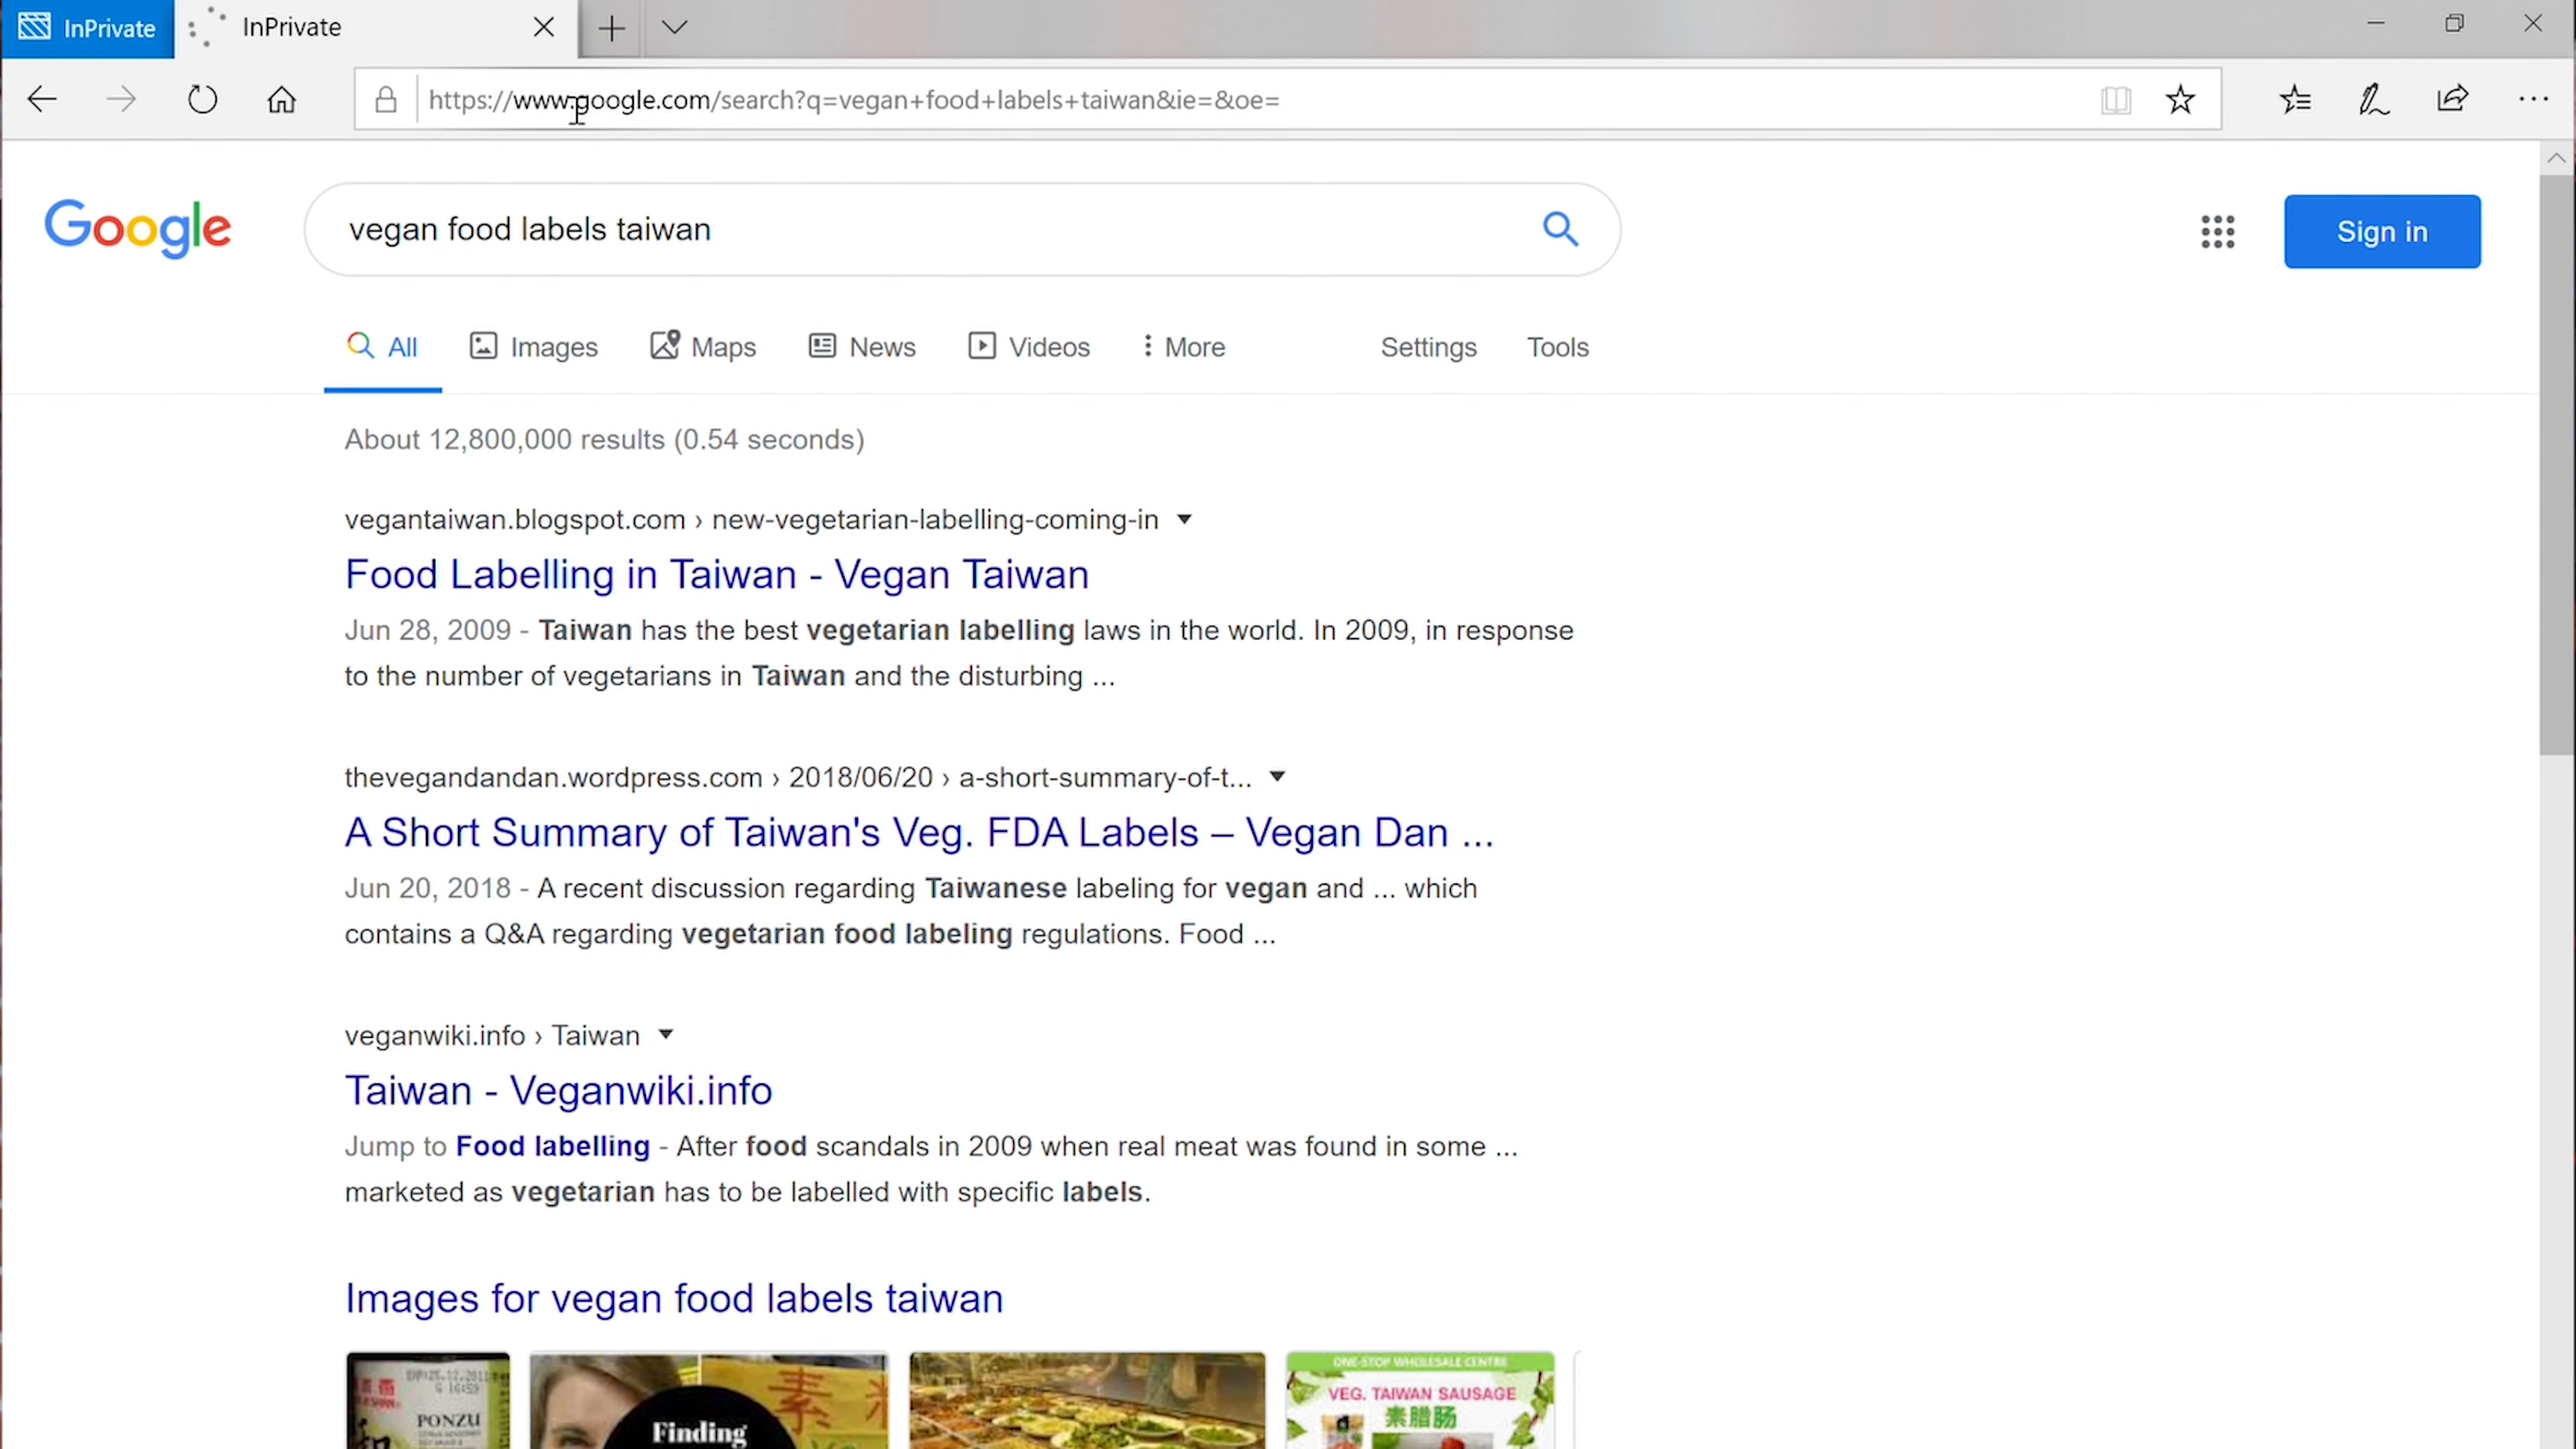 InPrivate
InPrivate
https://www.google.com/search?q=vegan+food+labels+taiwan&ie=&oe=
Google
vegan food labels taiwan
Sign in
All Images Maps News Videos More Settings Tools
About 12,800,000 results (0.54 seconds)
vegantaiwan.blogspot.com › new-vegetarian-labelling-coming-in
Food Labelling in Taiwan - Vegan Taiwan
Jun 28, 2009 - Taiwan has the best vegetarian labelling laws in the world. In 2009, in response
to the number of vegetarians in Taiwan and the disturbing ...
thevegandandan.wordpress.com › 2018/06/20 › a-short-summary-of-t...
A Short Summary of Taiwan's Veg. FDA Labels – Vegan Dan ...
Jun 20, 2018 - A recent discussion regarding Taiwanese labeling for vegan and ... which
contains a Q&A regarding vegetarian food labeling regulations. Food ...
veganwiki.info › Taiwan
Taiwan - Veganwiki.info
Jump to Food labelling - After food scandals in 2009 when real meat was found in some ...
marketed as vegetarian has to be labelled with specific labels.
Images for vegan food labels taiwan
PONZU
素
Finding
ONE-STOP WHOLESALE CENTRE
VEG. TAIWAN SAUSAGE
素腊肠